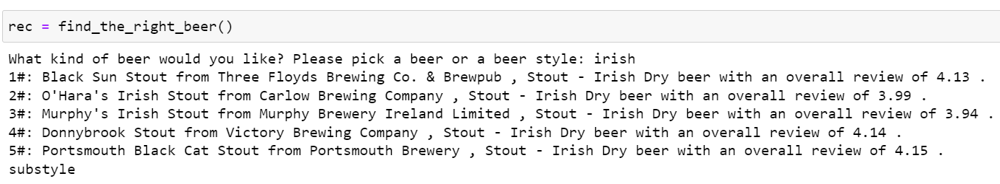 rec = find_the_right_beer()
What kind of beer would you like? Please pick a beer or a beer style: irish
1#: Black Sun Stout from Three Floyds Brewing Co. & Brewpub , Stout - Irish Dry beer with an overall review of 4.13 .
2#: O'Hara's Irish Stout from Carlow Brewing Company , Stout - Irish Dry beer with an overall review of 3.99 .
3#: Murphy's Irish Stout from Murphy Brewery Ireland Limited , Stout - Irish Dry beer with an overall review of 3.94 .
4#: Donnybrook Stout from Victory Brewing Company , Stout - Irish Dry beer with an overall review of 4.14 .
5#: Portsmouth Black Cat Stout from Portsmouth Brewery , Stout - Irish Dry beer with an overall review of 4.15 .
substyle